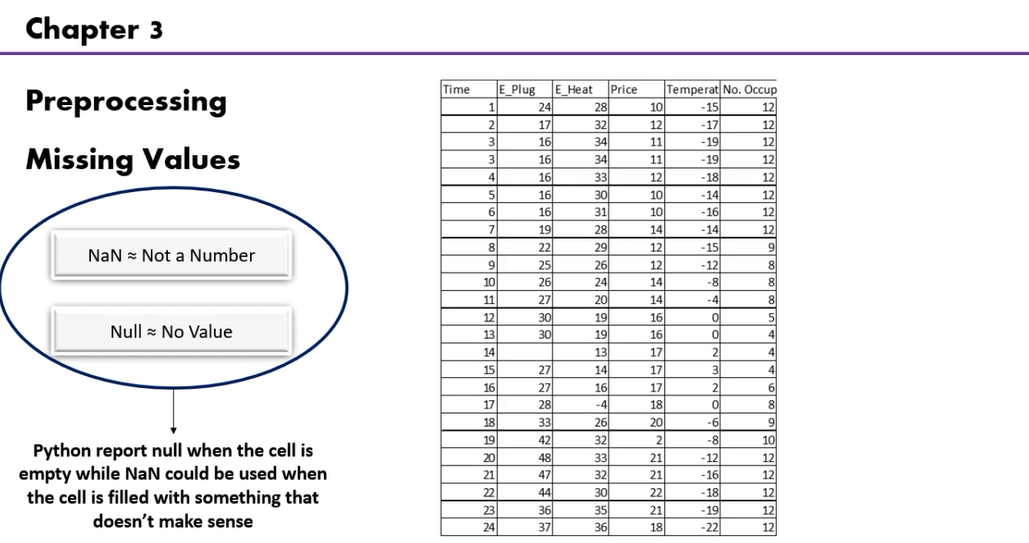 Chapter 3
Preprocessing
Missing Values
NaN ≈ Not a Number
Null ≈ No Value
Python report null when the cell is
empty while NaN could be used when
the cell is filled with something that
doesn't make sense
Time E_Plug E_Heat Price Temperat No. Occup
1 24 28 10 -15 12
2 17 32 12 -17 12
3 16 34 11 -19 12
3 16 34 11 -19 12
4 16 33 12 -18 12
5 16 30 10 -14 12
6 16 31 10 -16 12
7 19 28 14 -14 12
8 22 29 12 -15 9
9 25 26 12 -12 8
10 26 24 14 -8 8
11 27 20 14 -4 8
12 30 19 16 0 5
13 30 19 16 0 4
14 13 17 2 4
15 27 14 17 3 4
16 27 16 17 2 6
17 28 -4 18 0 8
18 33 26 20 -6 9
19 42 32 2 -8 10
20 48 33 21 -12 12
21 47 32 21 -16 12
22 44 30 22 -18 12
23 36 35 21 -19 12
24 37 36 18 -22 12